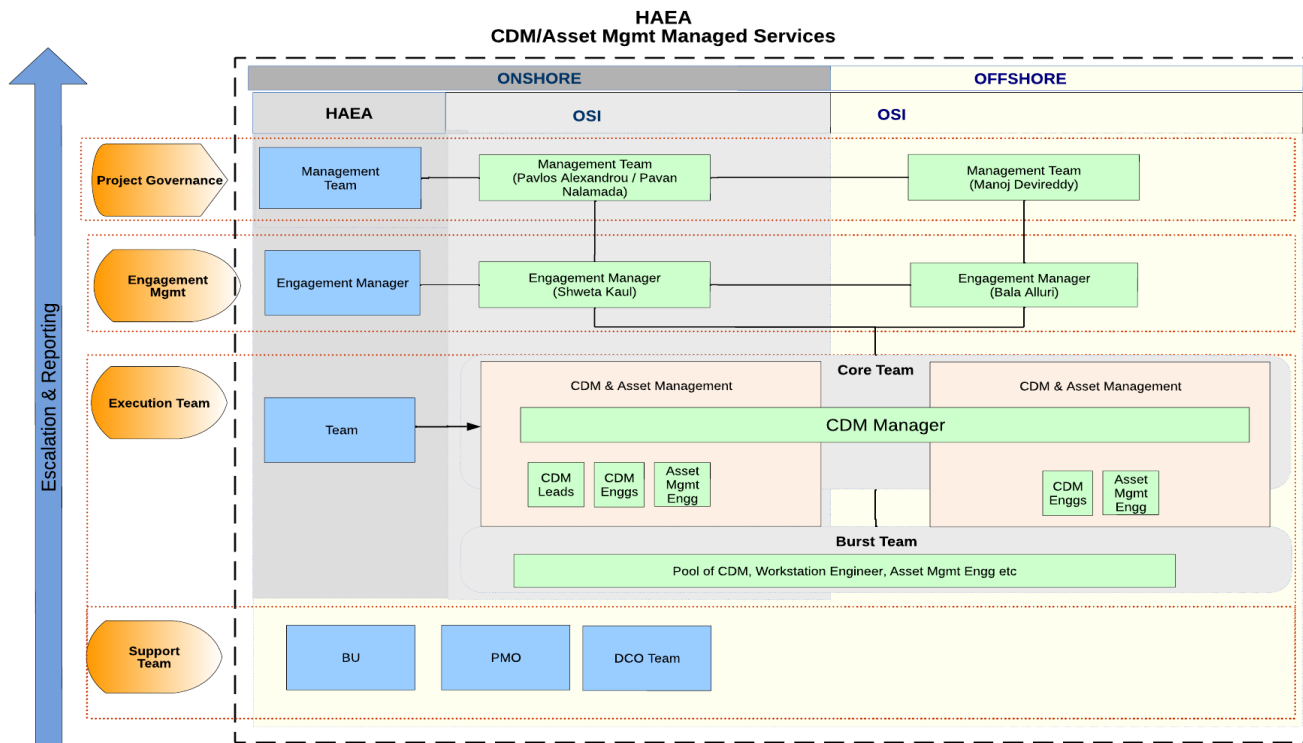 HAEA
CDM/Asset Mgmt Managed Services
ONSHORE
OFFSHORE
HAEA
OSI
OSI
Project Governance
Management
Team
Management Team
(Pavlos Alexandrou / Pavan
Nalamada)
Management Team
(Manoj Devireddy)
Engagement
Mgmt
Engagement Manager
Engagement Manager
(Shweta Kaul)
Engagement Manager
(Bala Alluri)
Escalation & Reporting
Execution Team
Team
Core Team
CDM & Asset Management
CDM & Asset Management
CDM Manager
CDM
Leads
CDM
Enggs
Asset
Mgmt
Engg
CDM
Enggs
Asset
Mgmt
Engg
Burst Team
Pool of CDM, Workstation Engineer, Asset Mgmt Engg etc
Support
Team
BU
PMO
DCO Team